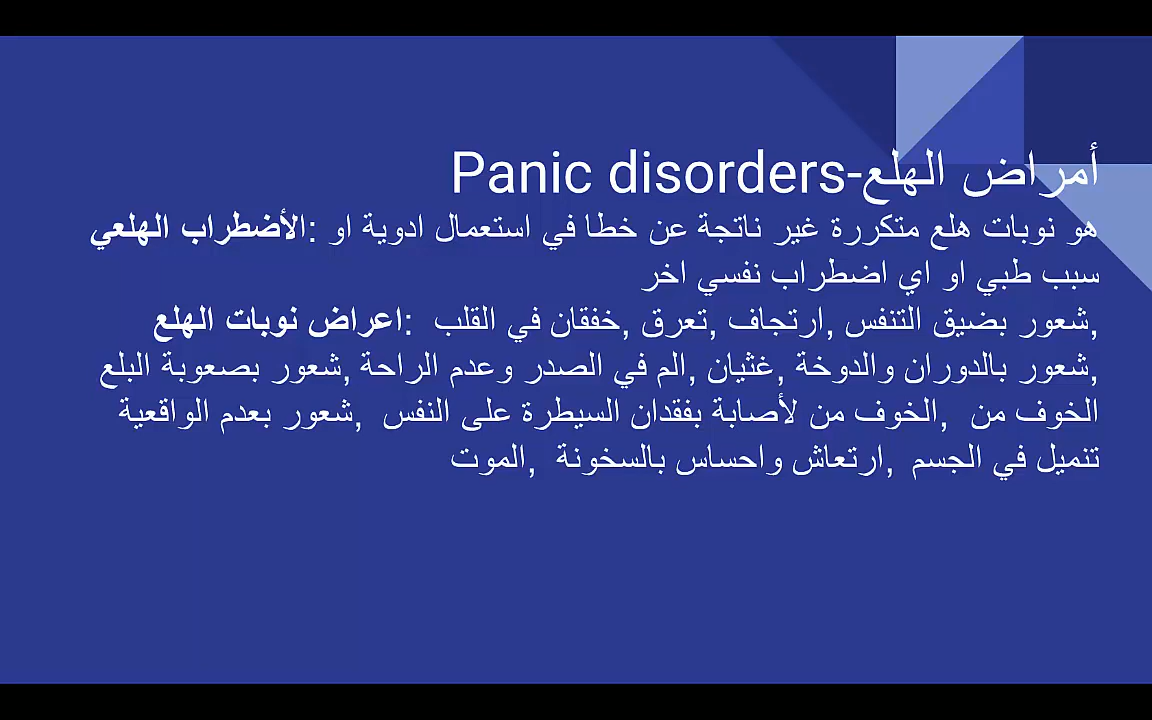 أمراض الهلع-Panic disorders
هو نوبات هلع متكررة غير ناتجة عن خطا في استعمال ادوية او :الأضطراب الهلعي
سبب طبي او اي اضطراب نفسي اخر
,شعور بضيق التنفس ,ارتجاف ,تعرق ,خفقان في القلب :اعراض نوبات الهلع
,شعور بالدوران والدوخة ,غثيان ,الم في الصدر وعدم الراحة ,شعور بصعوبة البلع
الخوف من ,الخوف من لأصابة بفقدان السيطرة على النفس ,شعور بعدم الواقعية
تنميل في الجسم ,ارتعاش واحساس بالسخونة ,الموت